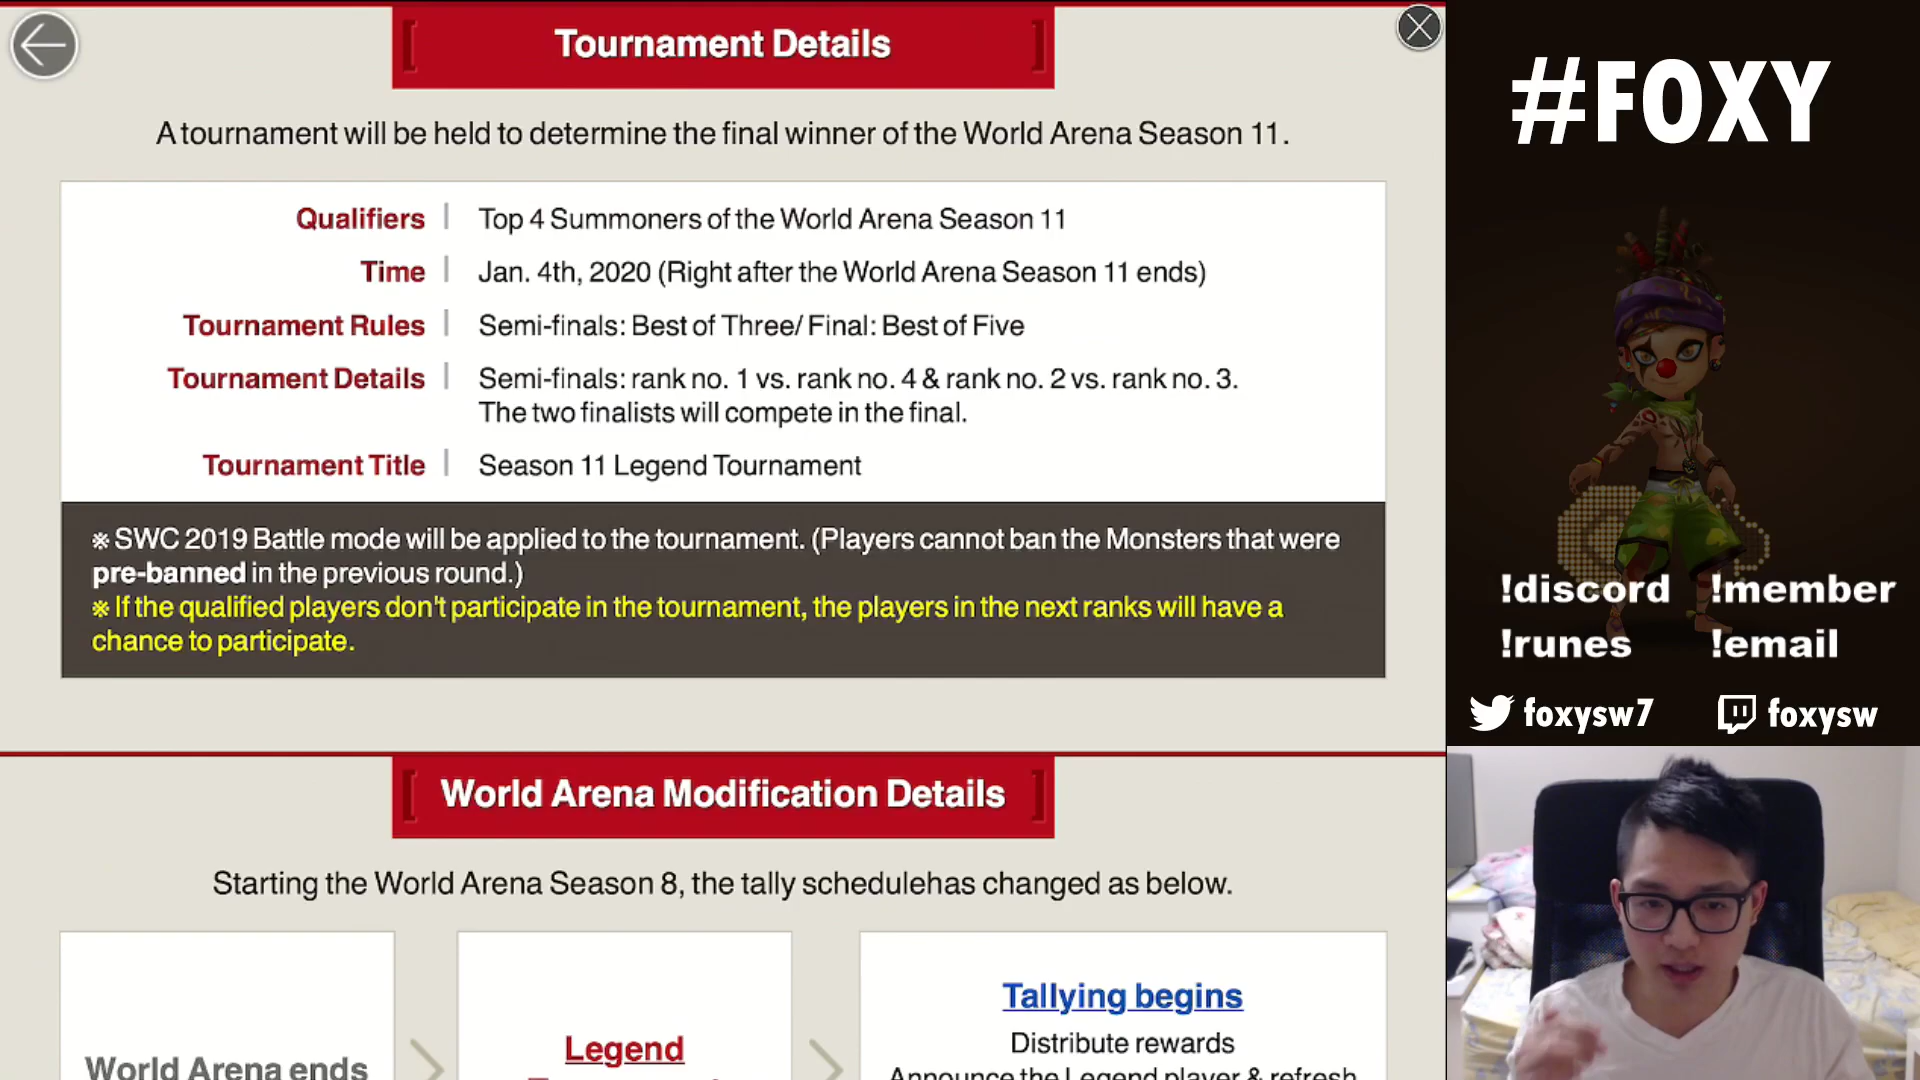 Tournament Details
A tournament will be held to determine the final winner of the World Arena Season 11.
Qualifiers | Top 4 Summoners of the World Arena Season 11
Time | Jan. 4th, 2020 (Right after the World Arena Season 11 ends)
Tournament Rules | Semi-finals: Best of Three/ Final: Best of Five
Tournament Details | Semi-finals: rank no. 1 vs. rank no. 4 & rank no. 2 vs. rank no. 3.
The two finalists will compete in the final.
Tournament Title | Season 11 Legend Tournament
※ SWC 2019 Battle mode will be applied to the tournament. (Players cannot ban the Monsters that were
pre-banned in the previous round.)
※ If the qualified players don't participate in the tournament, the players in the next ranks will have a
chance to participate.
World Arena Modification Details
Starting the World Arena Season 8, the tally schedulehas changed as below.
World Arena ends
Legend
Tallying begins
Distribute rewards
Announce the Legend player & refresh
#FOXY
!discord !member
!runes !email
foxysw7 foxysw